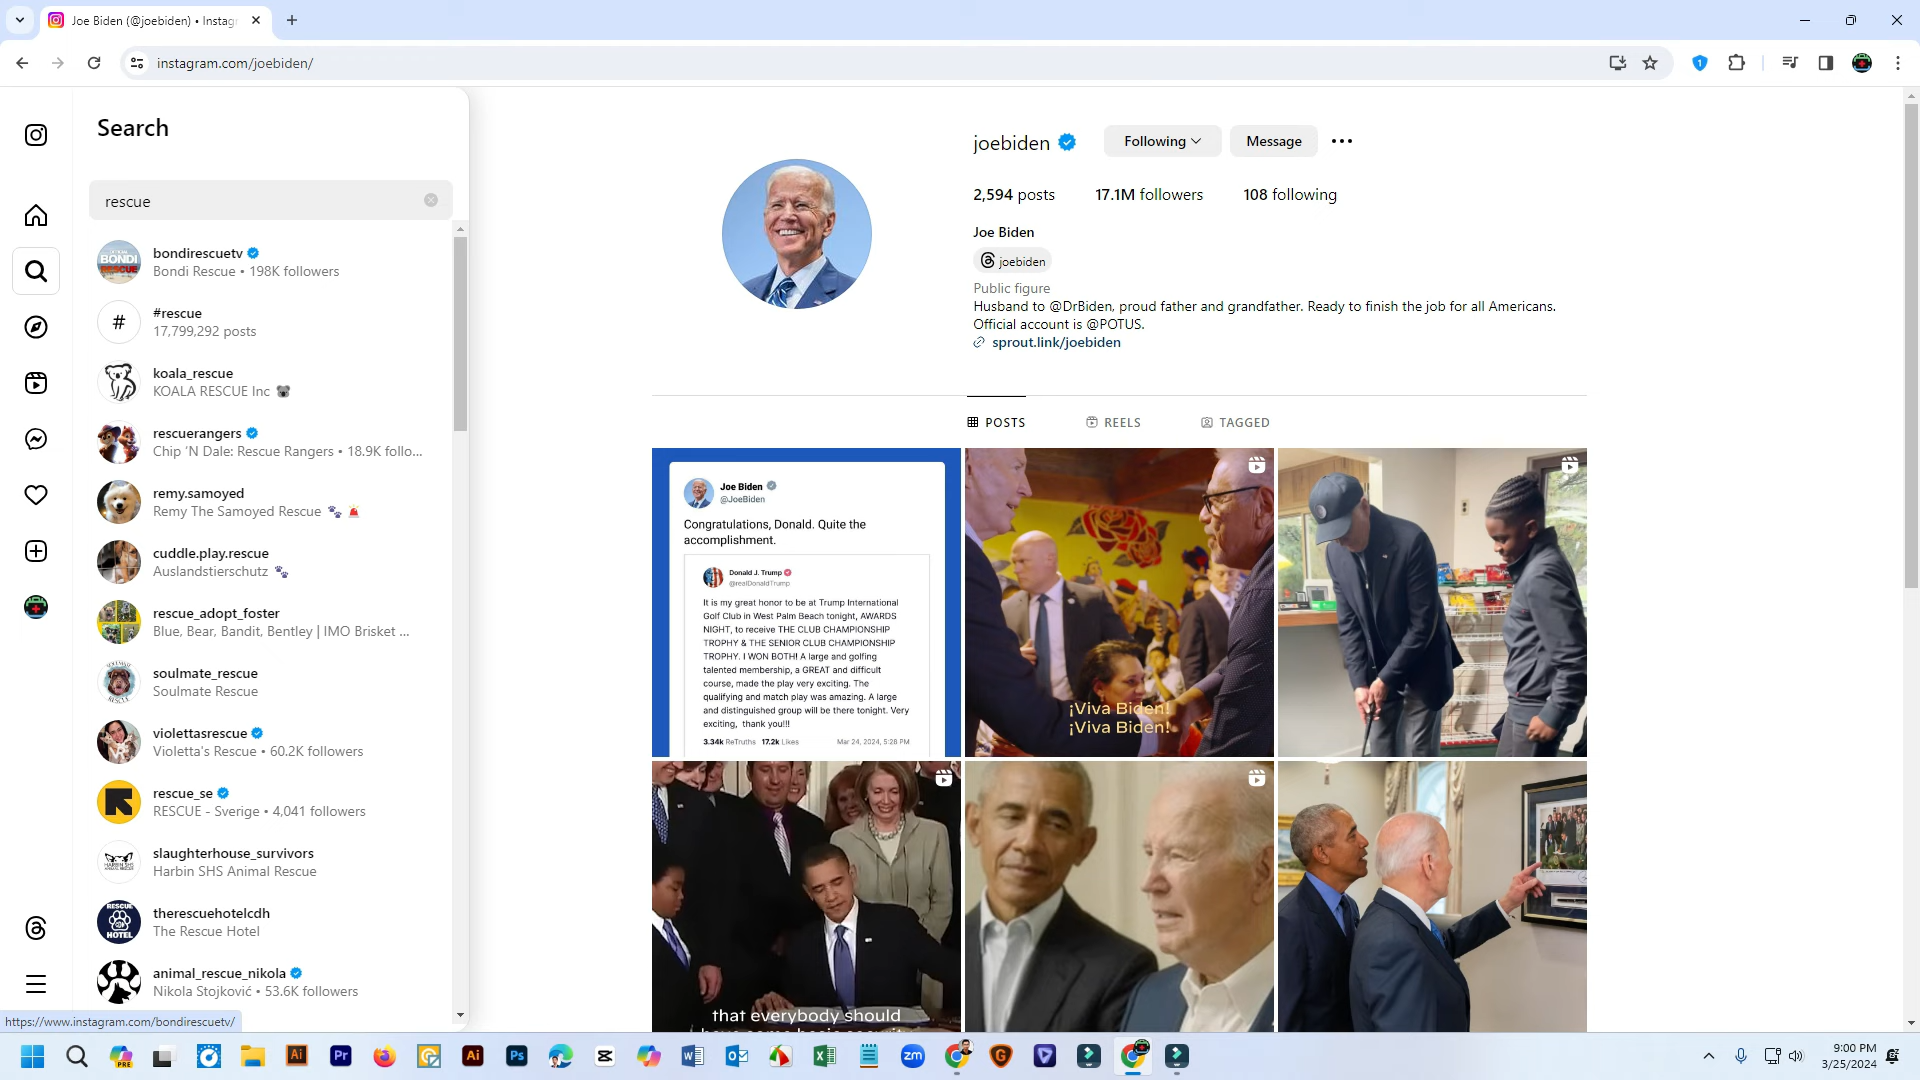 Joe Biden (@joebiden) • Instag
instagram.com/joebiden/
Search
rescue
bondirescuetv
Bondi Rescue • 198K followers
#rescue
17,799,292 posts
koala_rescue
KOALA RESCUE Inc 🐨
rescuerangers
Chip 'N Dale: Rescue Rangers • 18.9K follo...
remy.samoyed
Remy The Samoyed Rescue 🐾 🚨
cuddle.play.rescue
Auslandstierschutz 🐾
rescue_adopt_foster
Blue, Bear, Bandit, Bentley | IMO Brisket ...
soulmate_rescue
Soulmate Rescue
violettasrescue
Violetta's Rescue • 60.2K followers
rescue_se
RESCUE - Sverige • 4,041 followers
slaughterhouse_survivors
Harbin SHS Animal Rescue
therescuehotelcdh
The Rescue Hotel
animal_rescue_nikola
Nikola Stojković • 53.6K followers
https://www.instagram.com/bondirescuetv/
joebiden
Following
Message
2,594 posts 17.1M followers 108 following
Joe Biden
joebiden
Public figure
Husband to @DrBiden, proud father and grandfather. Ready to finish the job for all Americans.
Official account is @POTUS.
sprout.link/joebiden
POSTS
REELS
TAGGED
Joe Biden
@JoeBiden
Congratulations, Donald. Quite the
accomplishment.
Donald J. Trump
@realDonaldTrump
It is my great honor to be at Trump International
Golf Club in West Palm Beach tonight, AWARDS
NIGHT, to receive THE CLUB CHAMPIONSHIP
TROPHY & THE SENIOR CLUB CHAMPIONSHIP
TROPHY. I WON BOTH! A large and golfing
talented membership, a GREAT and difficult
course, made the play very exciting. The
qualifying and match play was amazing. A large
and distinguished group will be there tonight. Very
exciting, thank you!!!
3.34k ReTruths 17.2k Likes Mar 24, 2024, 5:28 PM
¡Viva Biden!
¡Viva Biden!
that everybody should
BONDI
RESCUE
RESCUE
HOTEL
PRE
Ai
Pr
Ai
Ps
zm
9:00 PM
3/25/2024